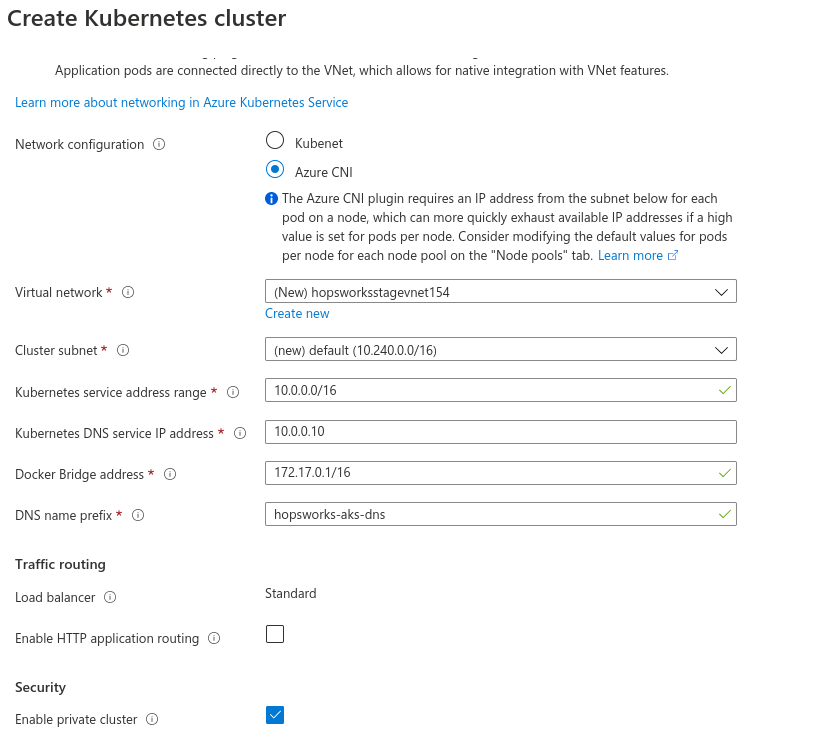 Create Kubernetes cluster
Application pods are connected directly to the VNet, which allows for native integration with VNet features.
Learn more about networking in Azure Kubernetes Service
Network configuration
Kubenet
Azure CNI
The Azure CNI plugin requires an IP address from the subnet below for each
pod on a node, which can more quickly exhaust available IP addresses if a high
value is set for pods per node. Consider modifying the default values for pods
per node for each node pool on the "Node pools" tab. Learn more
Virtual network *
(New) hopsworksstagevnet154
Create new
Cluster subnet *
(new) default (10.240.0.0/16)
Kubernetes service address range *
10.0.0.0/16
Kubernetes DNS service IP address *
10.0.0.10
Docker Bridge address *
172.17.0.1/16
DNS name prefix *
hopsworks-aks-dns
Traffic routing
Load balancer
Standard
Enable HTTP application routing
Security
Enable private cluster